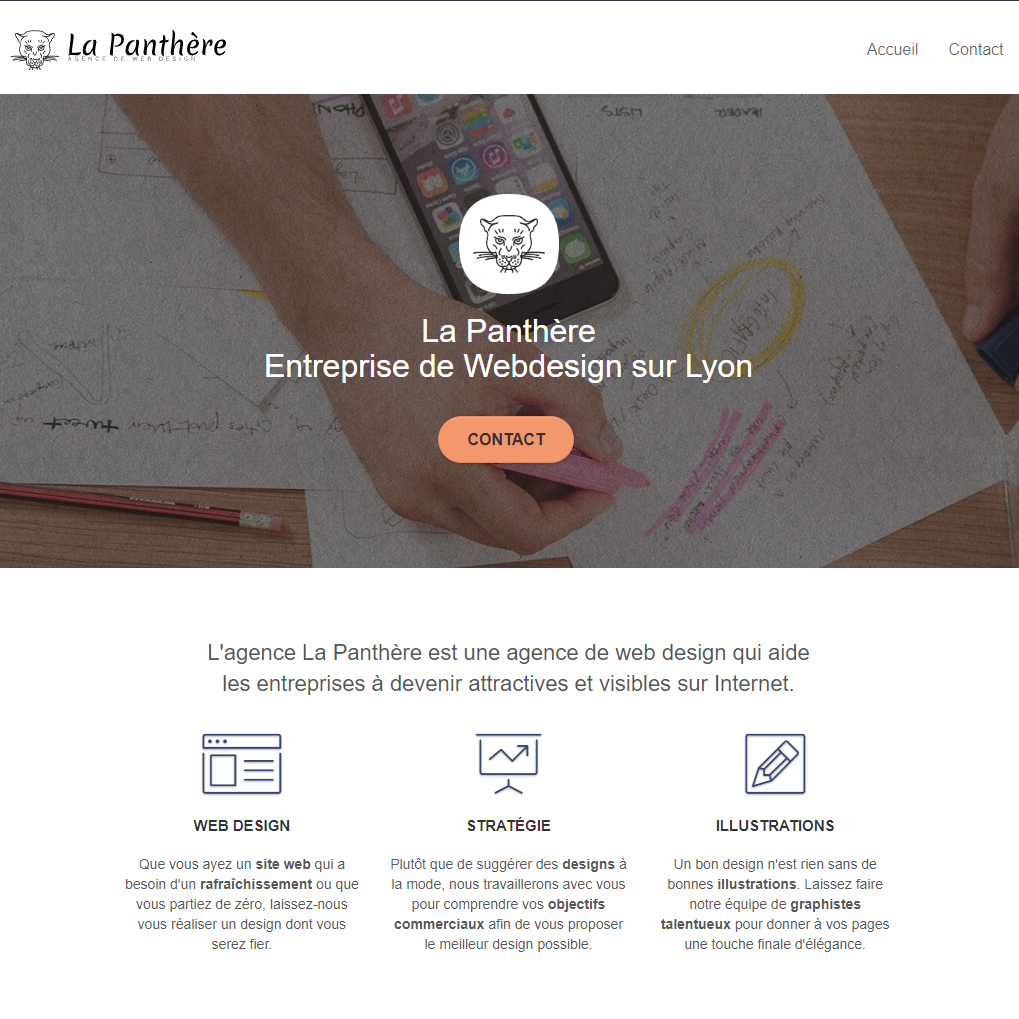 La Panthère
AGENCE DE WEB DESIGN
Accueil
Contact
PHON
LISTS
HEADER
tweet
La Panthère
Entreprise de Webdesign sur Lyon
CONTACT
L'agence La Panthère est une agence de web design qui aide
les entreprises à devenir attractives et visibles sur Internet.
WEB DESIGN
STRATÉGIE
ILLUSTRATIONS
Que vous ayez un site web qui a
besoin d'un rafraîchissement ou que
vous partiez de zéro, laissez-nous
vous réaliser un design dont vous
serez fier.
Plutôt que de suggérer des designs à
la mode, nous travaillerons avec vous
pour comprendre vos objectifs
commerciaux afin de vous proposer
le meilleur design possible.
Un bon design n'est rien sans de
bonnes illustrations. Laissez faire
notre équipe de graphistes
talentueux pour donner à vos pages
une touche finale d'élégance.